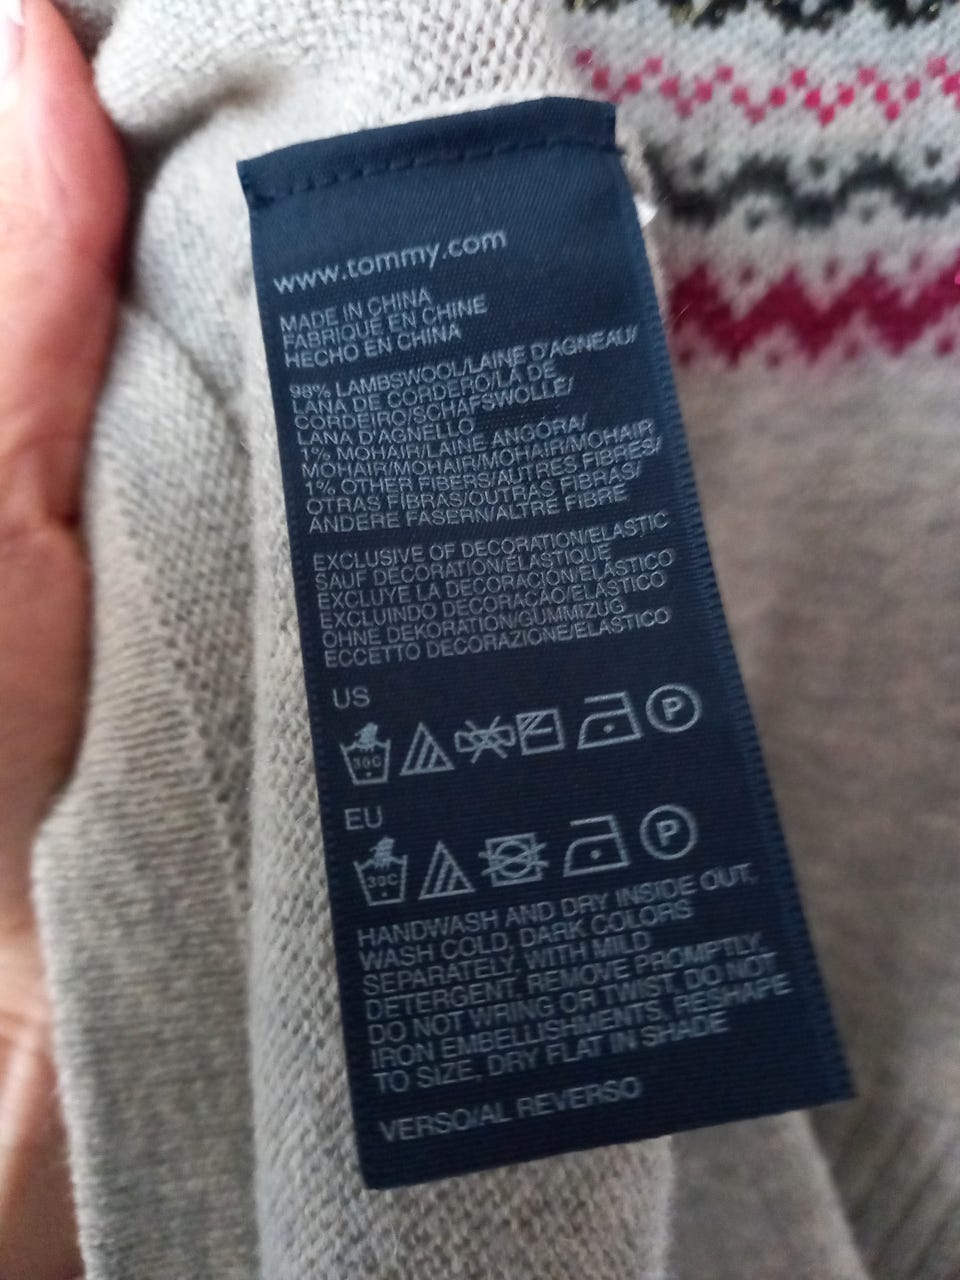 www.tommy.com
MADE IN CHINA
FABRIQUÉ EN CHINE
HECHO EN CHINA
98% LAMBSWOOL/LAINE D'AGNEAU/
LANA DE CORDERO/LÃ DE
CORDEIRO/SCHAFSWOLLE/
LANA D'AGNELLO
1% MOHAIR/LAINE ANGORA/
MOHAIR/MOHAIR/MOHAIR/MOHAIR
1% OTHER FIBERS/AUTRES FIBRES/
OTRAS FIBRAS/OUTRAS FIBRAS/
ANDERE FASERN/ALTRE FIBRE
EXCLUSIVE OF DECORATION/ELASTIC
SAUF DÉCORATION/ÉLASTIQUE
EXCLUYE LA DECORACIÓN/ELÁSTICO
EXCLUINDO DECORAÇÃO/ELÁSTICO
OHNE DEKORATION/GUMMIZUG
ECCETTO DECORAZIONE/ELASTICO
US
30C P
EU
30C P
HANDWASH AND DRY INSIDE OUT,
WASH COLD, DARK COLORS
SEPARATELY, WITH MILD
DETERGENT, REMOVE PROMPTLY,
DO NOT WRING OR TWIST, DO NOT
IRON EMBELLISHMENTS, RESHAPE
TO SIZE, DRY FLAT IN SHADE
VERSO/AL REVERSO